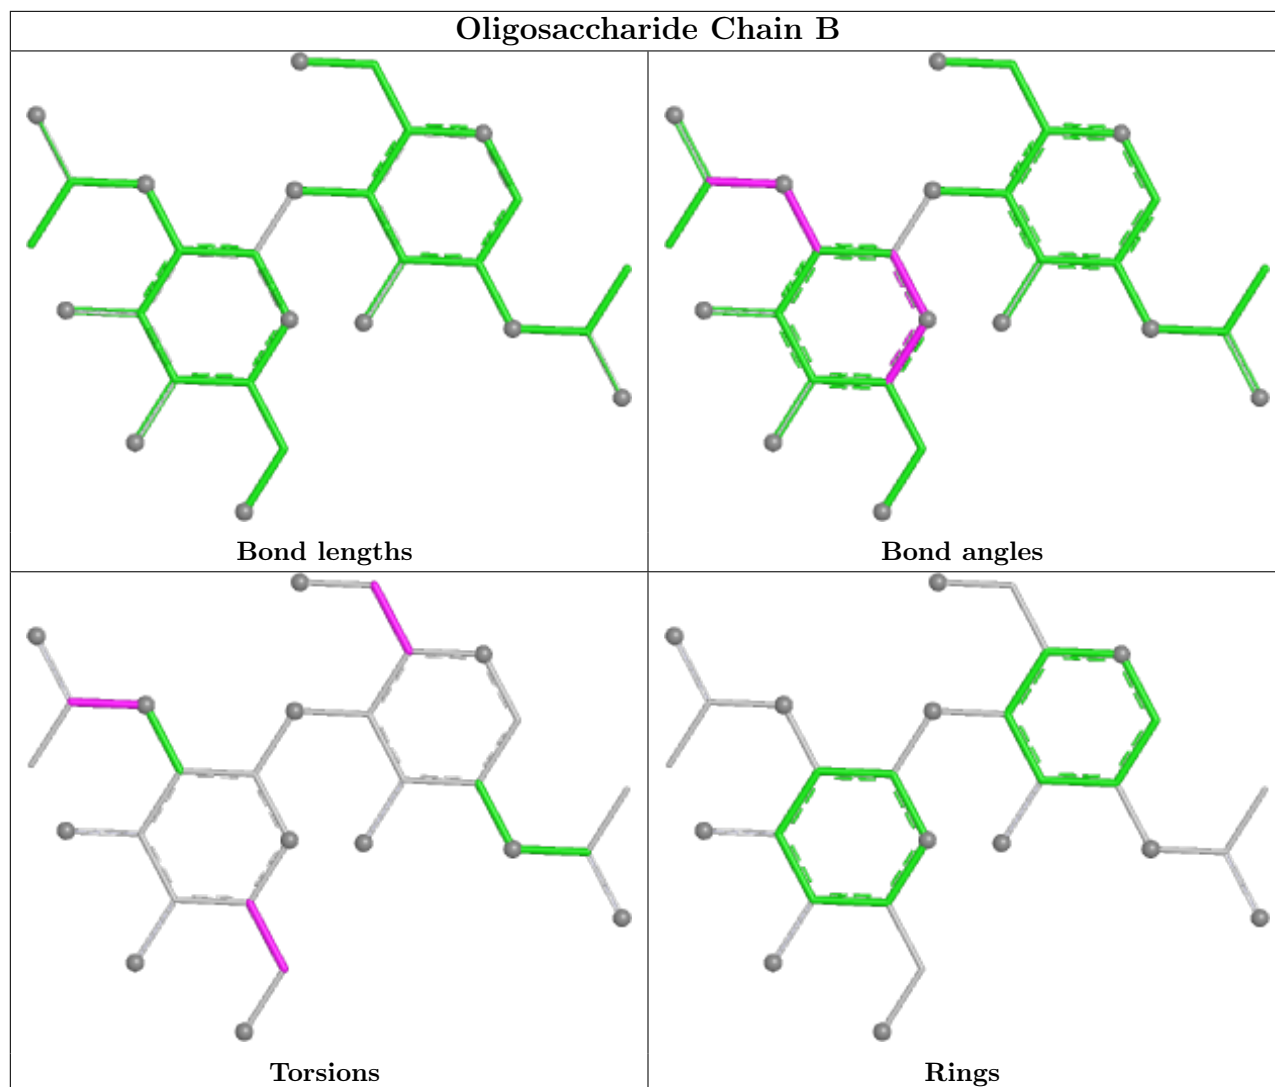 Oligosaccharide Chain B
Bond lengths
Bond angles
Torsions
Rings